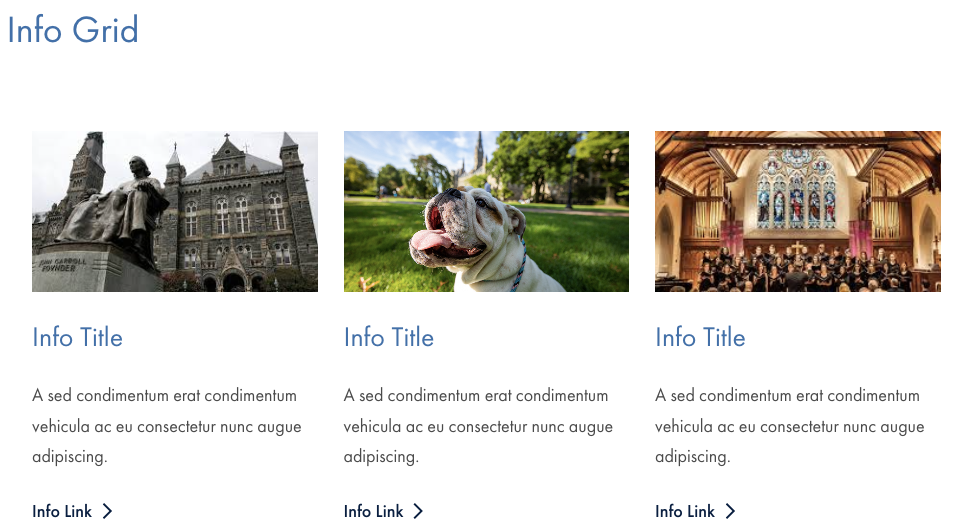 Info Grid
JOHN CARROLL
FOVNDER
Info Title
A sed condimentum erat condimentum
vehicula ac eu consectetur nunc augue
adipiscing.
Info Link
Info Title
A sed condimentum erat condimentum
vehicula ac eu consectetur nunc augue
adipiscing.
Info Link
Info Title
A sed condimentum erat condimentum
vehicula ac eu consectetur nunc augue
adipiscing.
Info Link